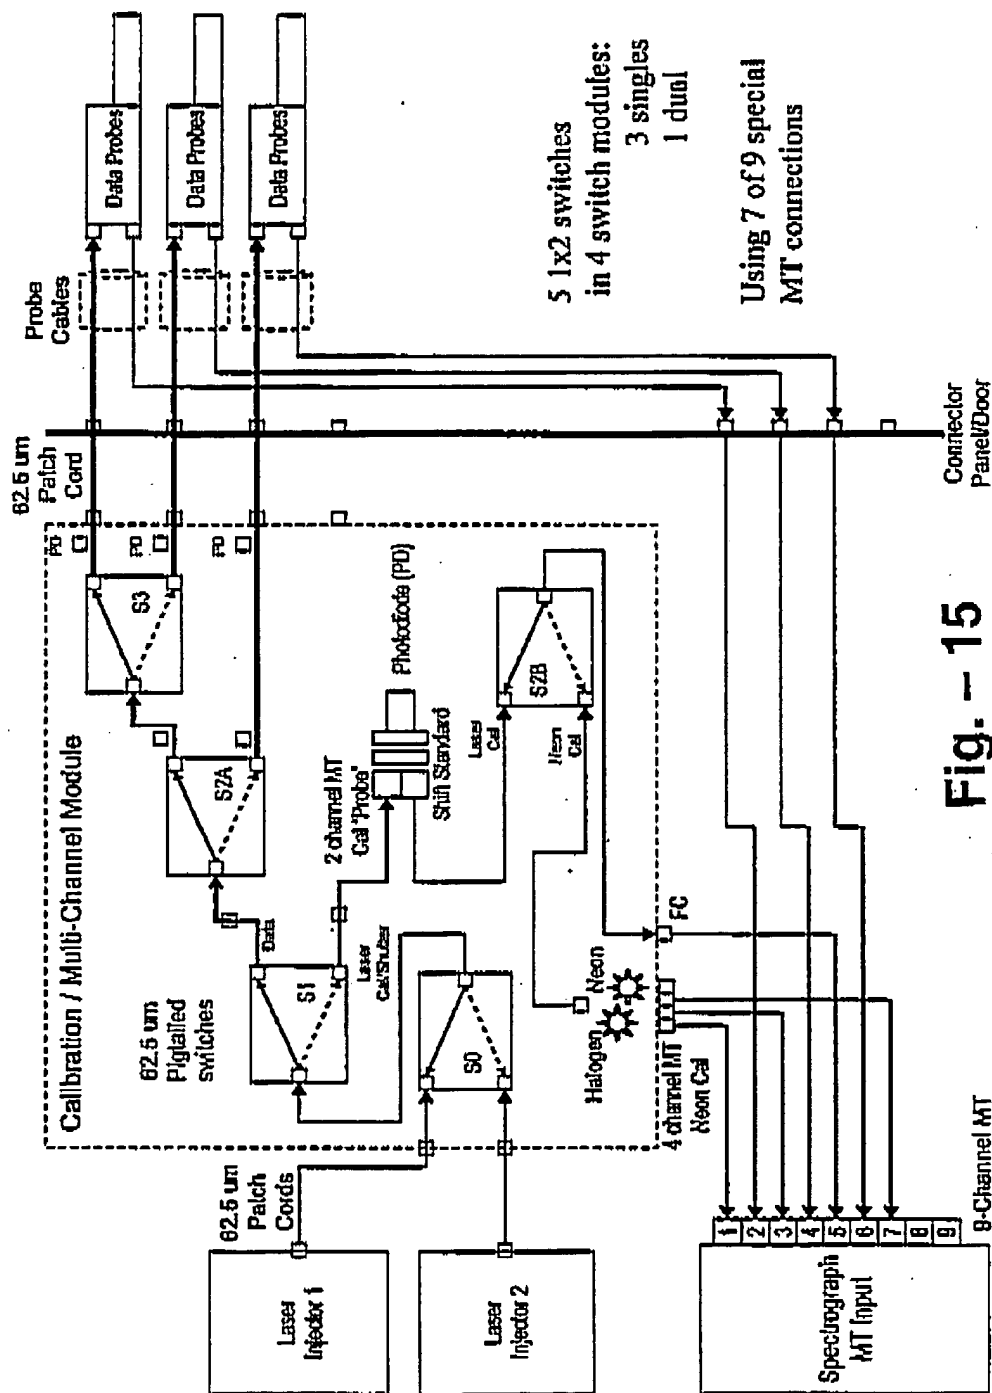 Calibration / Multi-Channel Module
62.5 um
Patch
Cord
Probe
Cables
Data Probes
Data Probes
Data Probes
PD
PD
PD
S3
S2A
Data
62.5 um
Pigtailed
switches
S1
2 channel MT
Cal "Probe"
Photodiode (PD)
Shift Standard
Laser
Cal/Shutter
S0
Laser
Cal
Neon
Cal
S2B
Halogen
Neon
4 channel MT
Neon Cal
FC
62.5 um
Patch
Cords
Laser
Injector 1
Laser
Injector 2
Spectrograph
MT Input
1
2
3
4
5
6
7
8
9
9-Channel MT
Connector
Panel/Door
5 1x2 switches
in 4 switch modules:
3 singles
1 dual
Using 7 of 9 special
MT connections
Fig. – 15